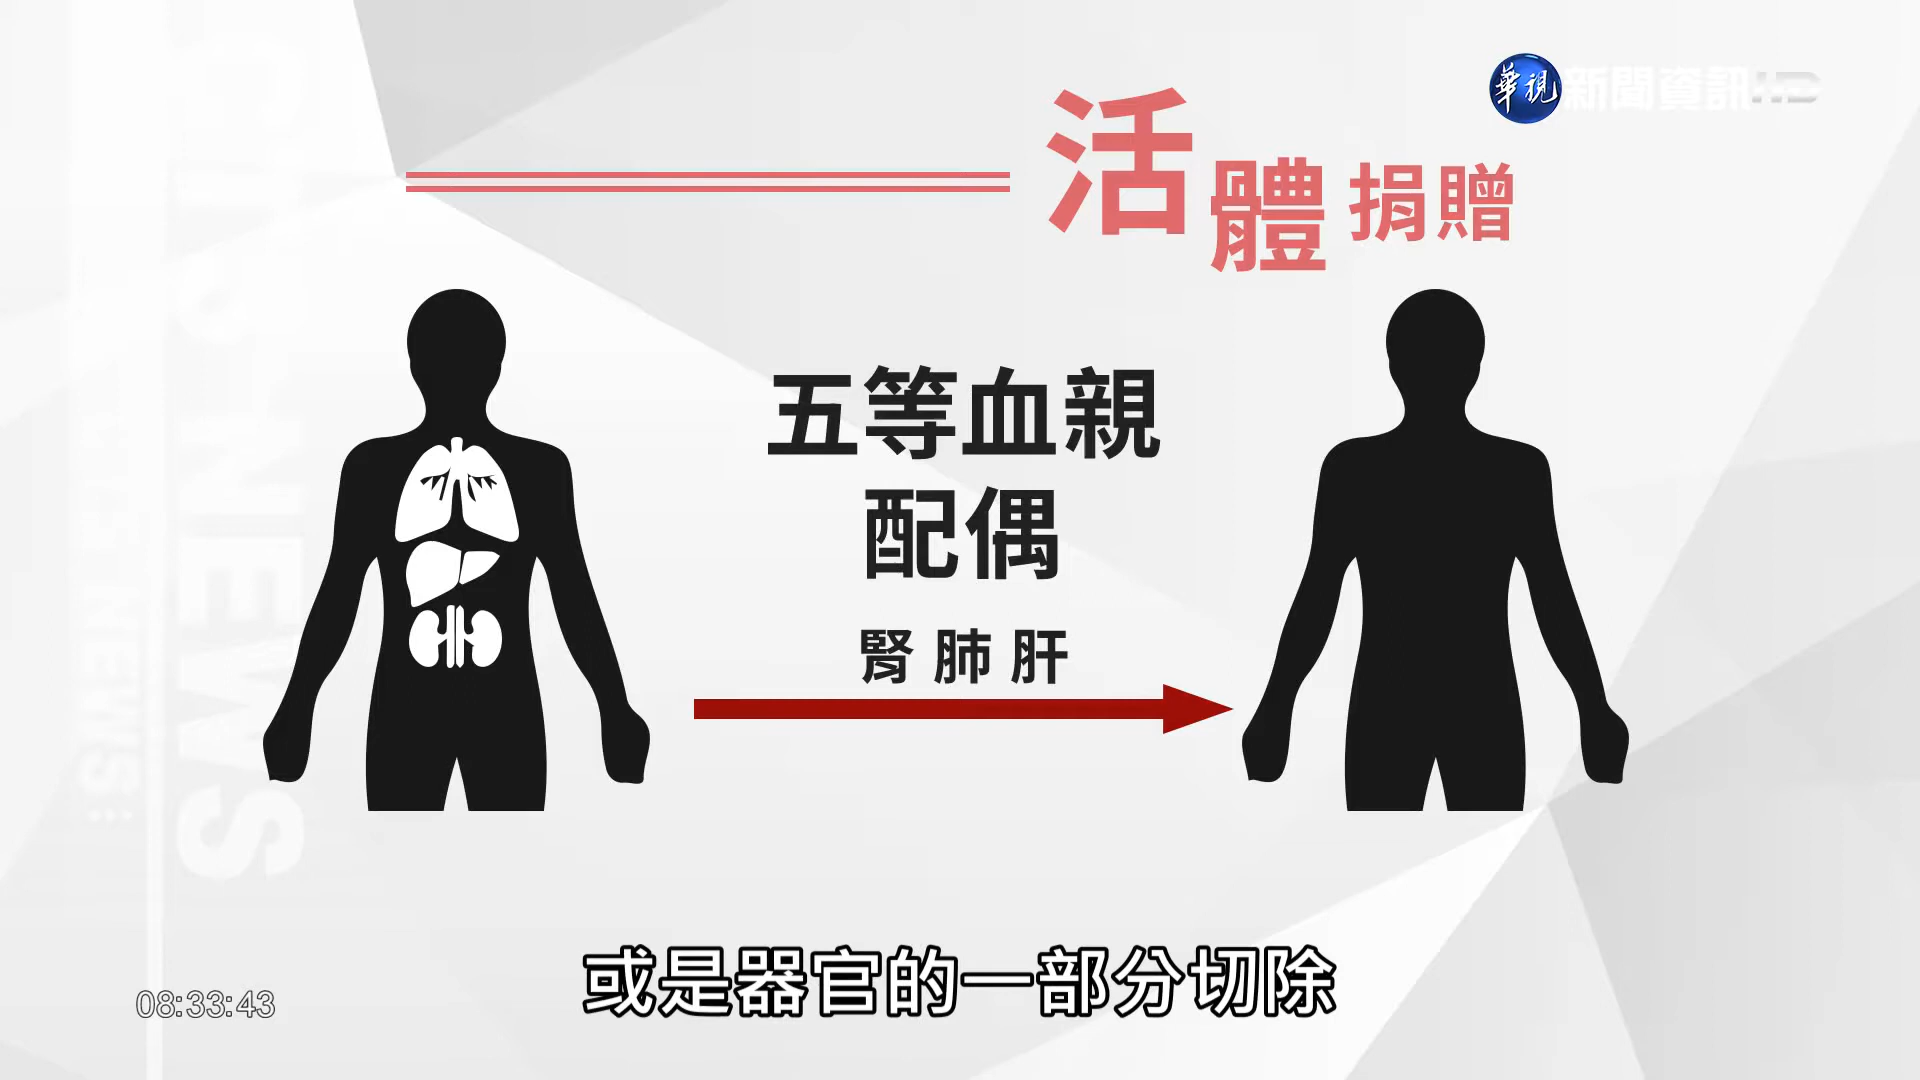 華視新聞資訊HD
活體捐贈
五等血親
配偶
腎 肺 肝
或是器官的一部分切除
08:33:43
NEWS